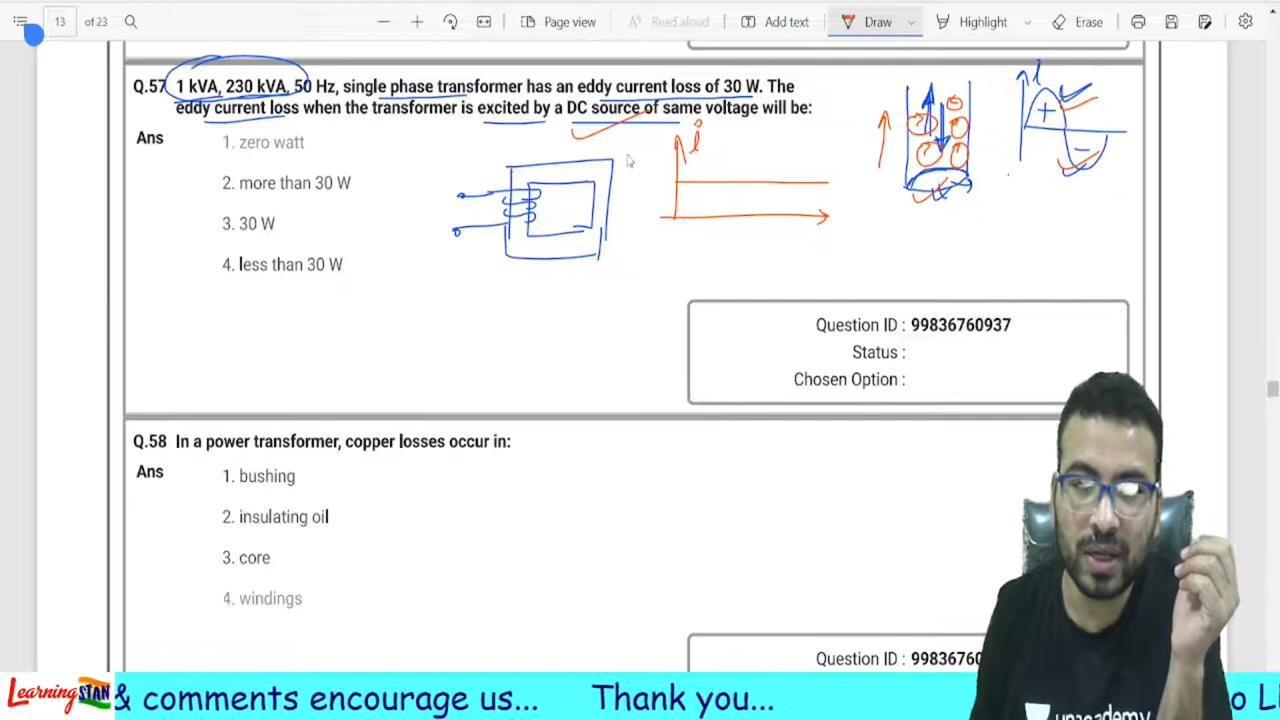 13 of 23
Page view
Read aloud
Add text
Draw
Highlight
Erase
Q.57 1 kVA, 230 kVA, 50 Hz, single phase transformer has an eddy current loss of 30 W. The
eddy current loss when the transformer is excited by a DC source of same voltage will be:
Ans 1. zero watt
2. more than 30 W
3. 30 W
4. less than 30 W
i
i
+
−
Question ID : 99836760937
Status :
Chosen Option :
Q.58 In a power transformer, copper losses occur in:
Ans 1. bushing
2. insulating oil
3. core
4. windings
Question ID : 99836760
LearningSTAN
& comments encourage us... Thank you... o Li
unacademy